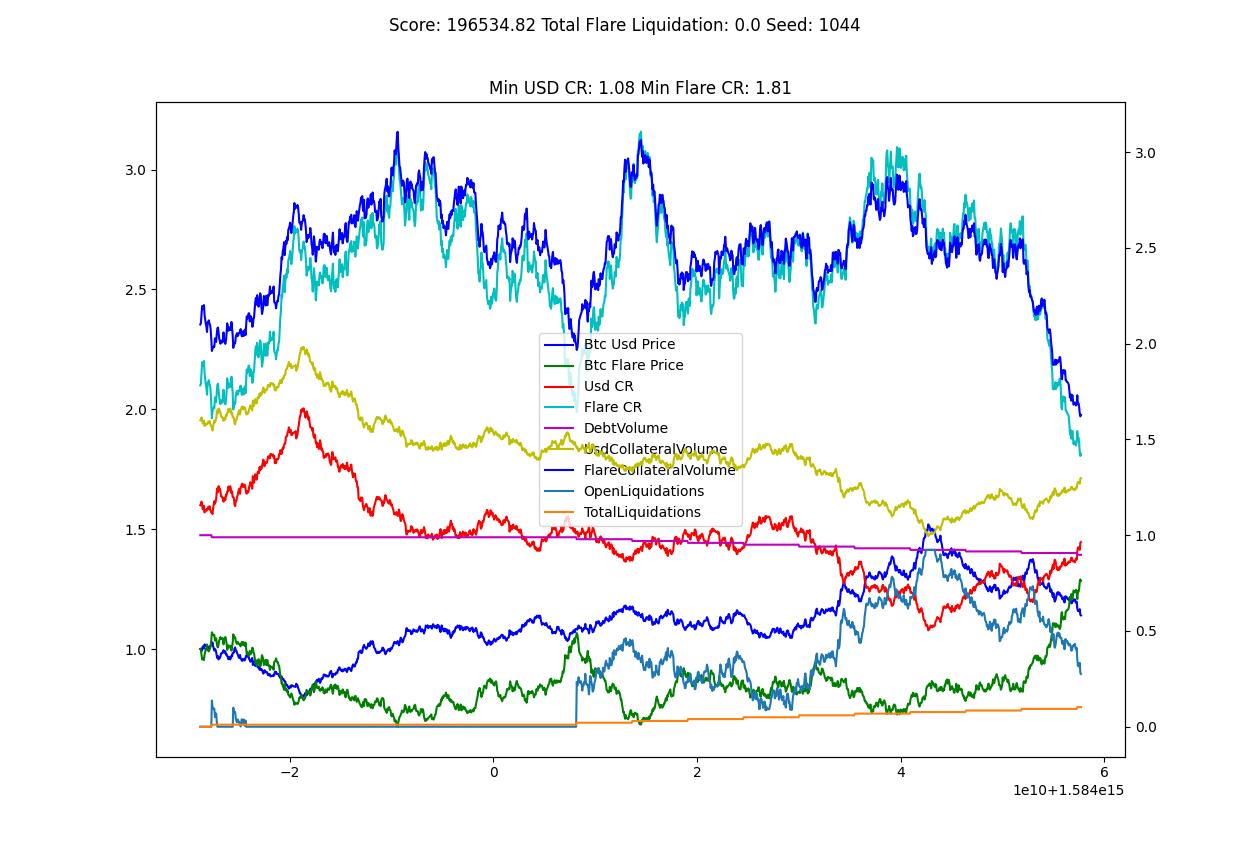 Score: 196534.82 Total Flare Liquidation: 0.0 Seed: 1044
Min USD CR: 1.08 Min Flare CR: 1.81
3.0
2.5
2.0
1.5
1.0
3.0
2.5
2.0
1.5
1.0
0.5
0.0
Btc Usd Price
Btc Flare Price
Usd CR
Flare CR
DebtVolume
UsdCollateralVolume
FlareCollateralVolume
OpenLiquidations
TotalLiquidations
−2 0 2 4 6
1e10+1.584e15